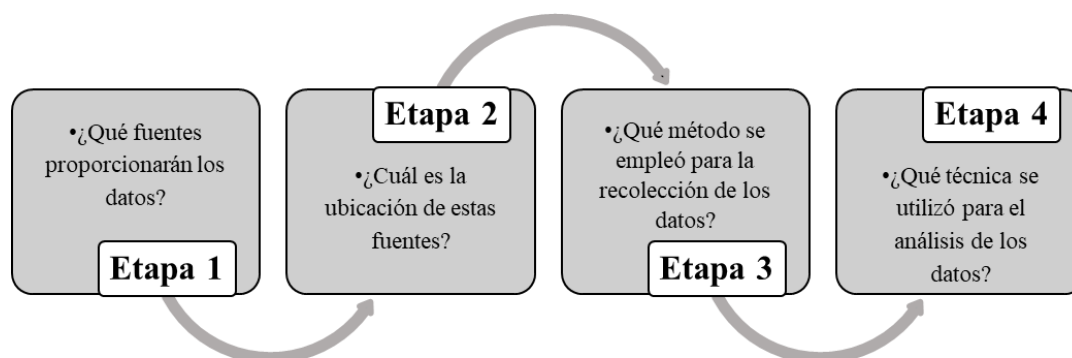 •¿Qué fuentes
proporcionarán los
datos?
Etapa 1
Etapa 2
•¿Cuál es la
ubicación de estas
fuentes?
•¿Qué método se
empleó para la
recolección de los
datos?
Etapa 3
Etapa 4
•¿Qué técnica se
utilizó para el
análisis de los
datos?